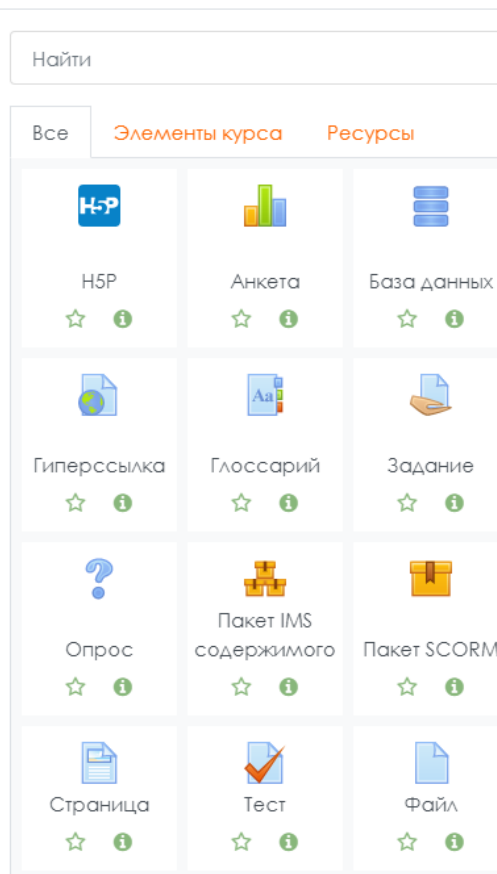 Найти
Все Элементы курса Ресурсы
H5P
H5P Анкета База данных
Aa
Гиперссылка Глоссарий Задание
?
Пакет IMS
Опрос содержимого Пакет SCORM
Страница Тест Файл